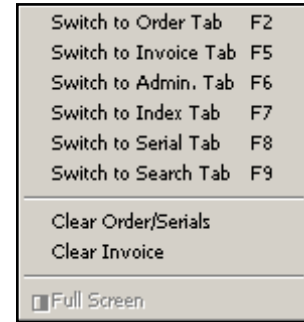 Switch to Order Tab F2
Switch to Invoice Tab F5
Switch to Admin. Tab F6
Switch to Index Tab F7
Switch to Serial Tab F8
Switch to Search Tab F9
Clear Order/Serials
Clear Invoice
Full Screen